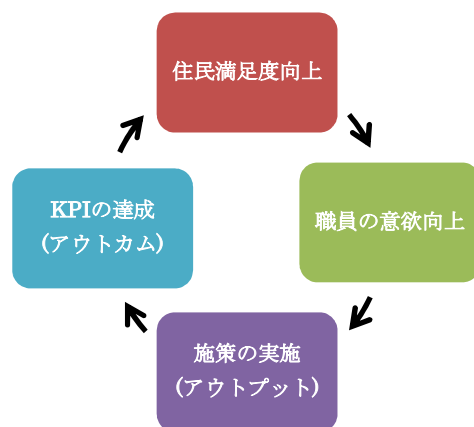 住民満足度向上
職員の意欲向上
施策の実施
(アウトプット)
KPIの達成
(アウトカム)